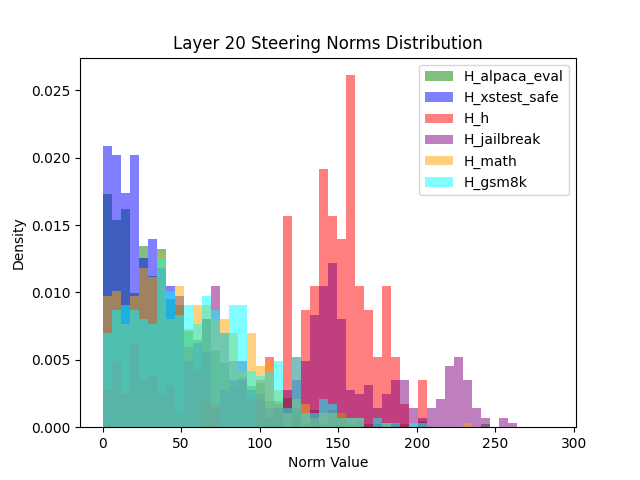 Layer 20 Steering Norms Distribution
H_alpaca_eval
H_xstest_safe
H_h
H_jailbreak
H_math
H_gsm8k
Density
0.025
0.020
0.015
0.010
0.005
0.000
0
50
100
150
200
250
300
Norm Value